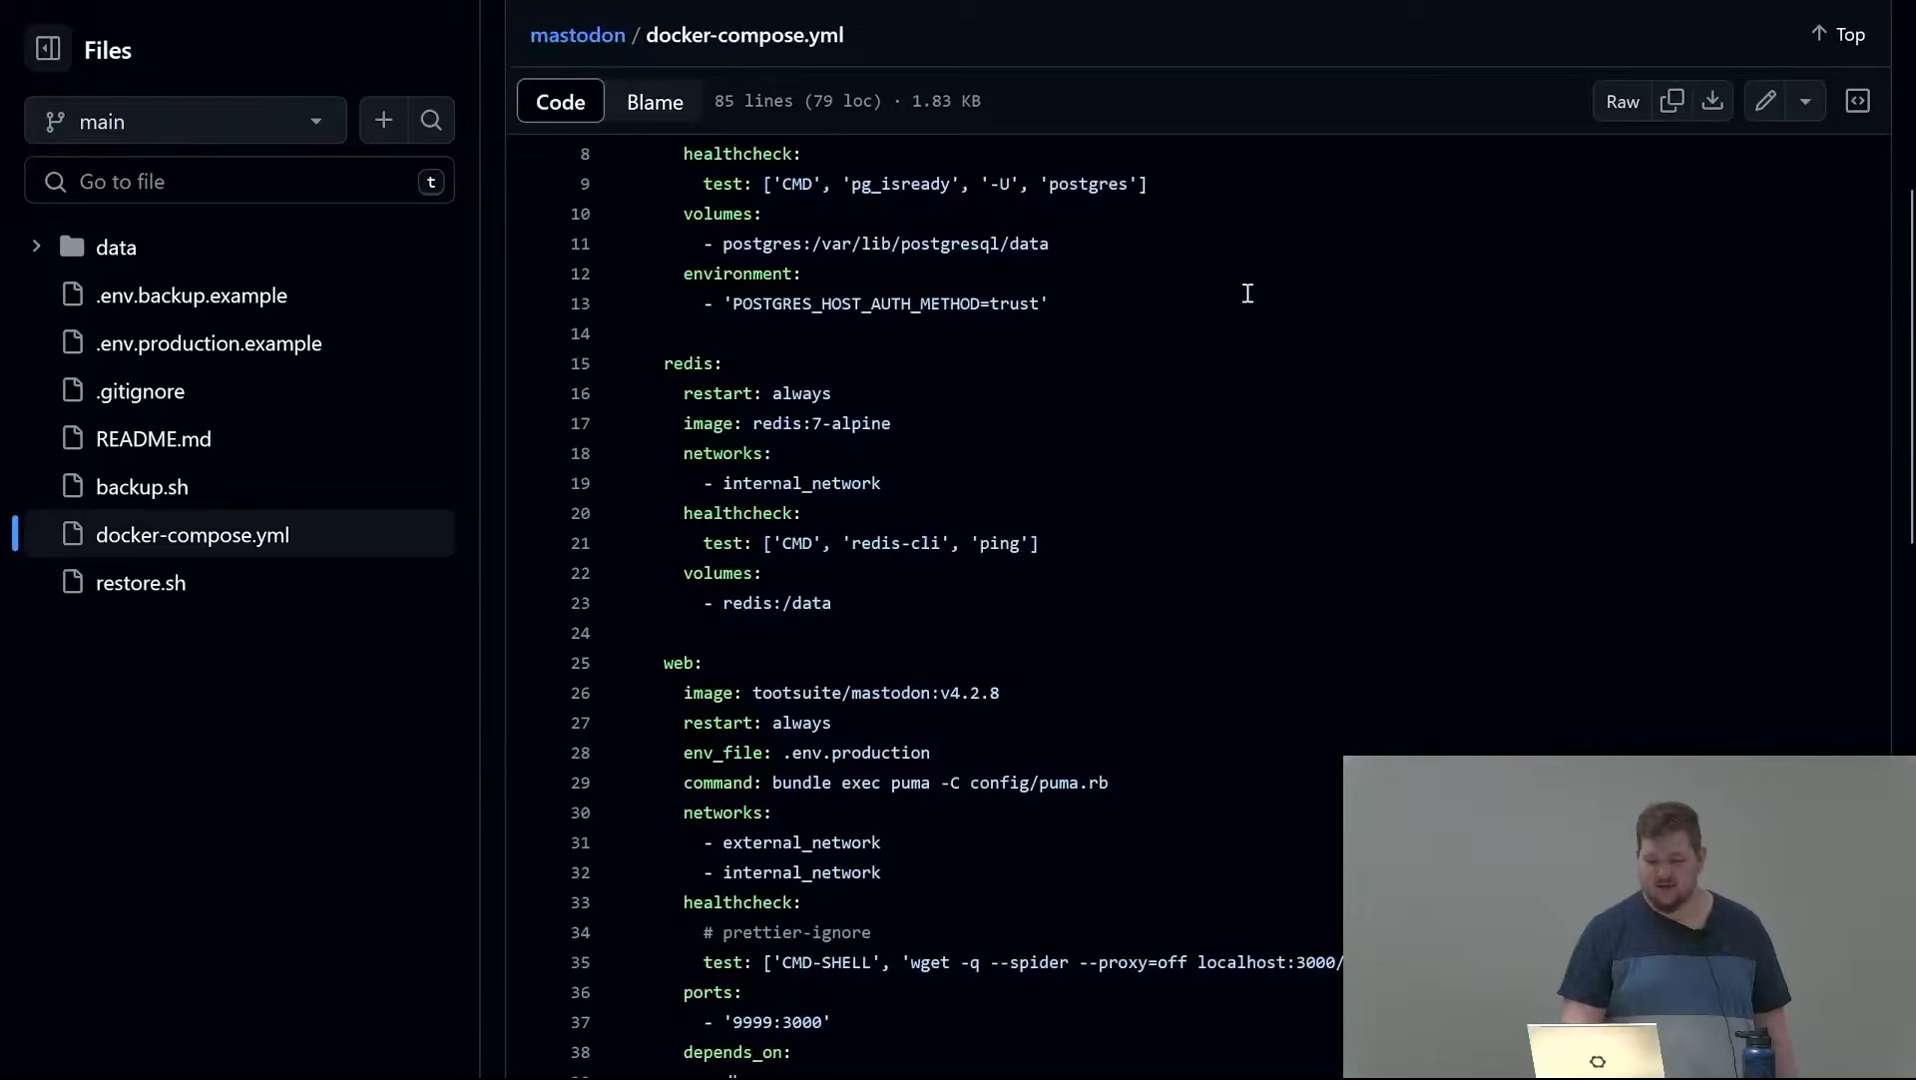 Files
main
Go to file
t
data
.env.backup.example
.env.production.example
.gitignore
README.md
backup.sh
docker-compose.yml
restore.sh
mastodon / docker-compose.yml
Top
Code
Blame
85 lines (79 loc) · 1.83 KB
Raw
8 healthcheck:
9 test: ['CMD', 'pg_isready', '-U', 'postgres']
10 volumes:
11 - postgres:/var/lib/postgresql/data
12 environment:
13 - 'POSTGRES_HOST_AUTH_METHOD=trust'
14
15 redis:
16 restart: always
17 image: redis:7-alpine
18 networks:
19 - internal_network
20 healthcheck:
21 test: ['CMD', 'redis-cli', 'ping']
22 volumes:
23 - redis:/data
24
25 web:
26 image: tootsuite/mastodon:v4.2.8
27 restart: always
28 env_file: .env.production
29 command: bundle exec puma -C config/puma.rb
30 networks:
31 - external_network
32 - internal_network
33 healthcheck:
34 # prettier-ignore
35 test: ['CMD-SHELL', 'wget -q --spider --proxy=off localhost:3000/
36 ports:
37 - '9999:3000'
38 depends_on: